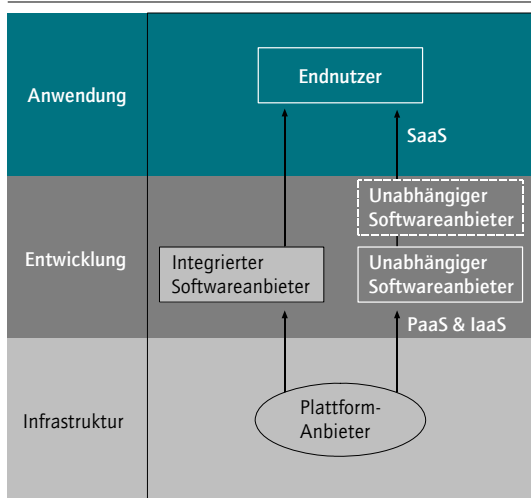 Endnutzer
Anwendung
SaaS
Unabhängiger
Softwareanbieter
Entwicklung
Integrierter
Softwareanbieter
Unabhängiger
Softwareanbieter
PaaS & IaaS
Infrastruktur
Plattform-
Anbieter